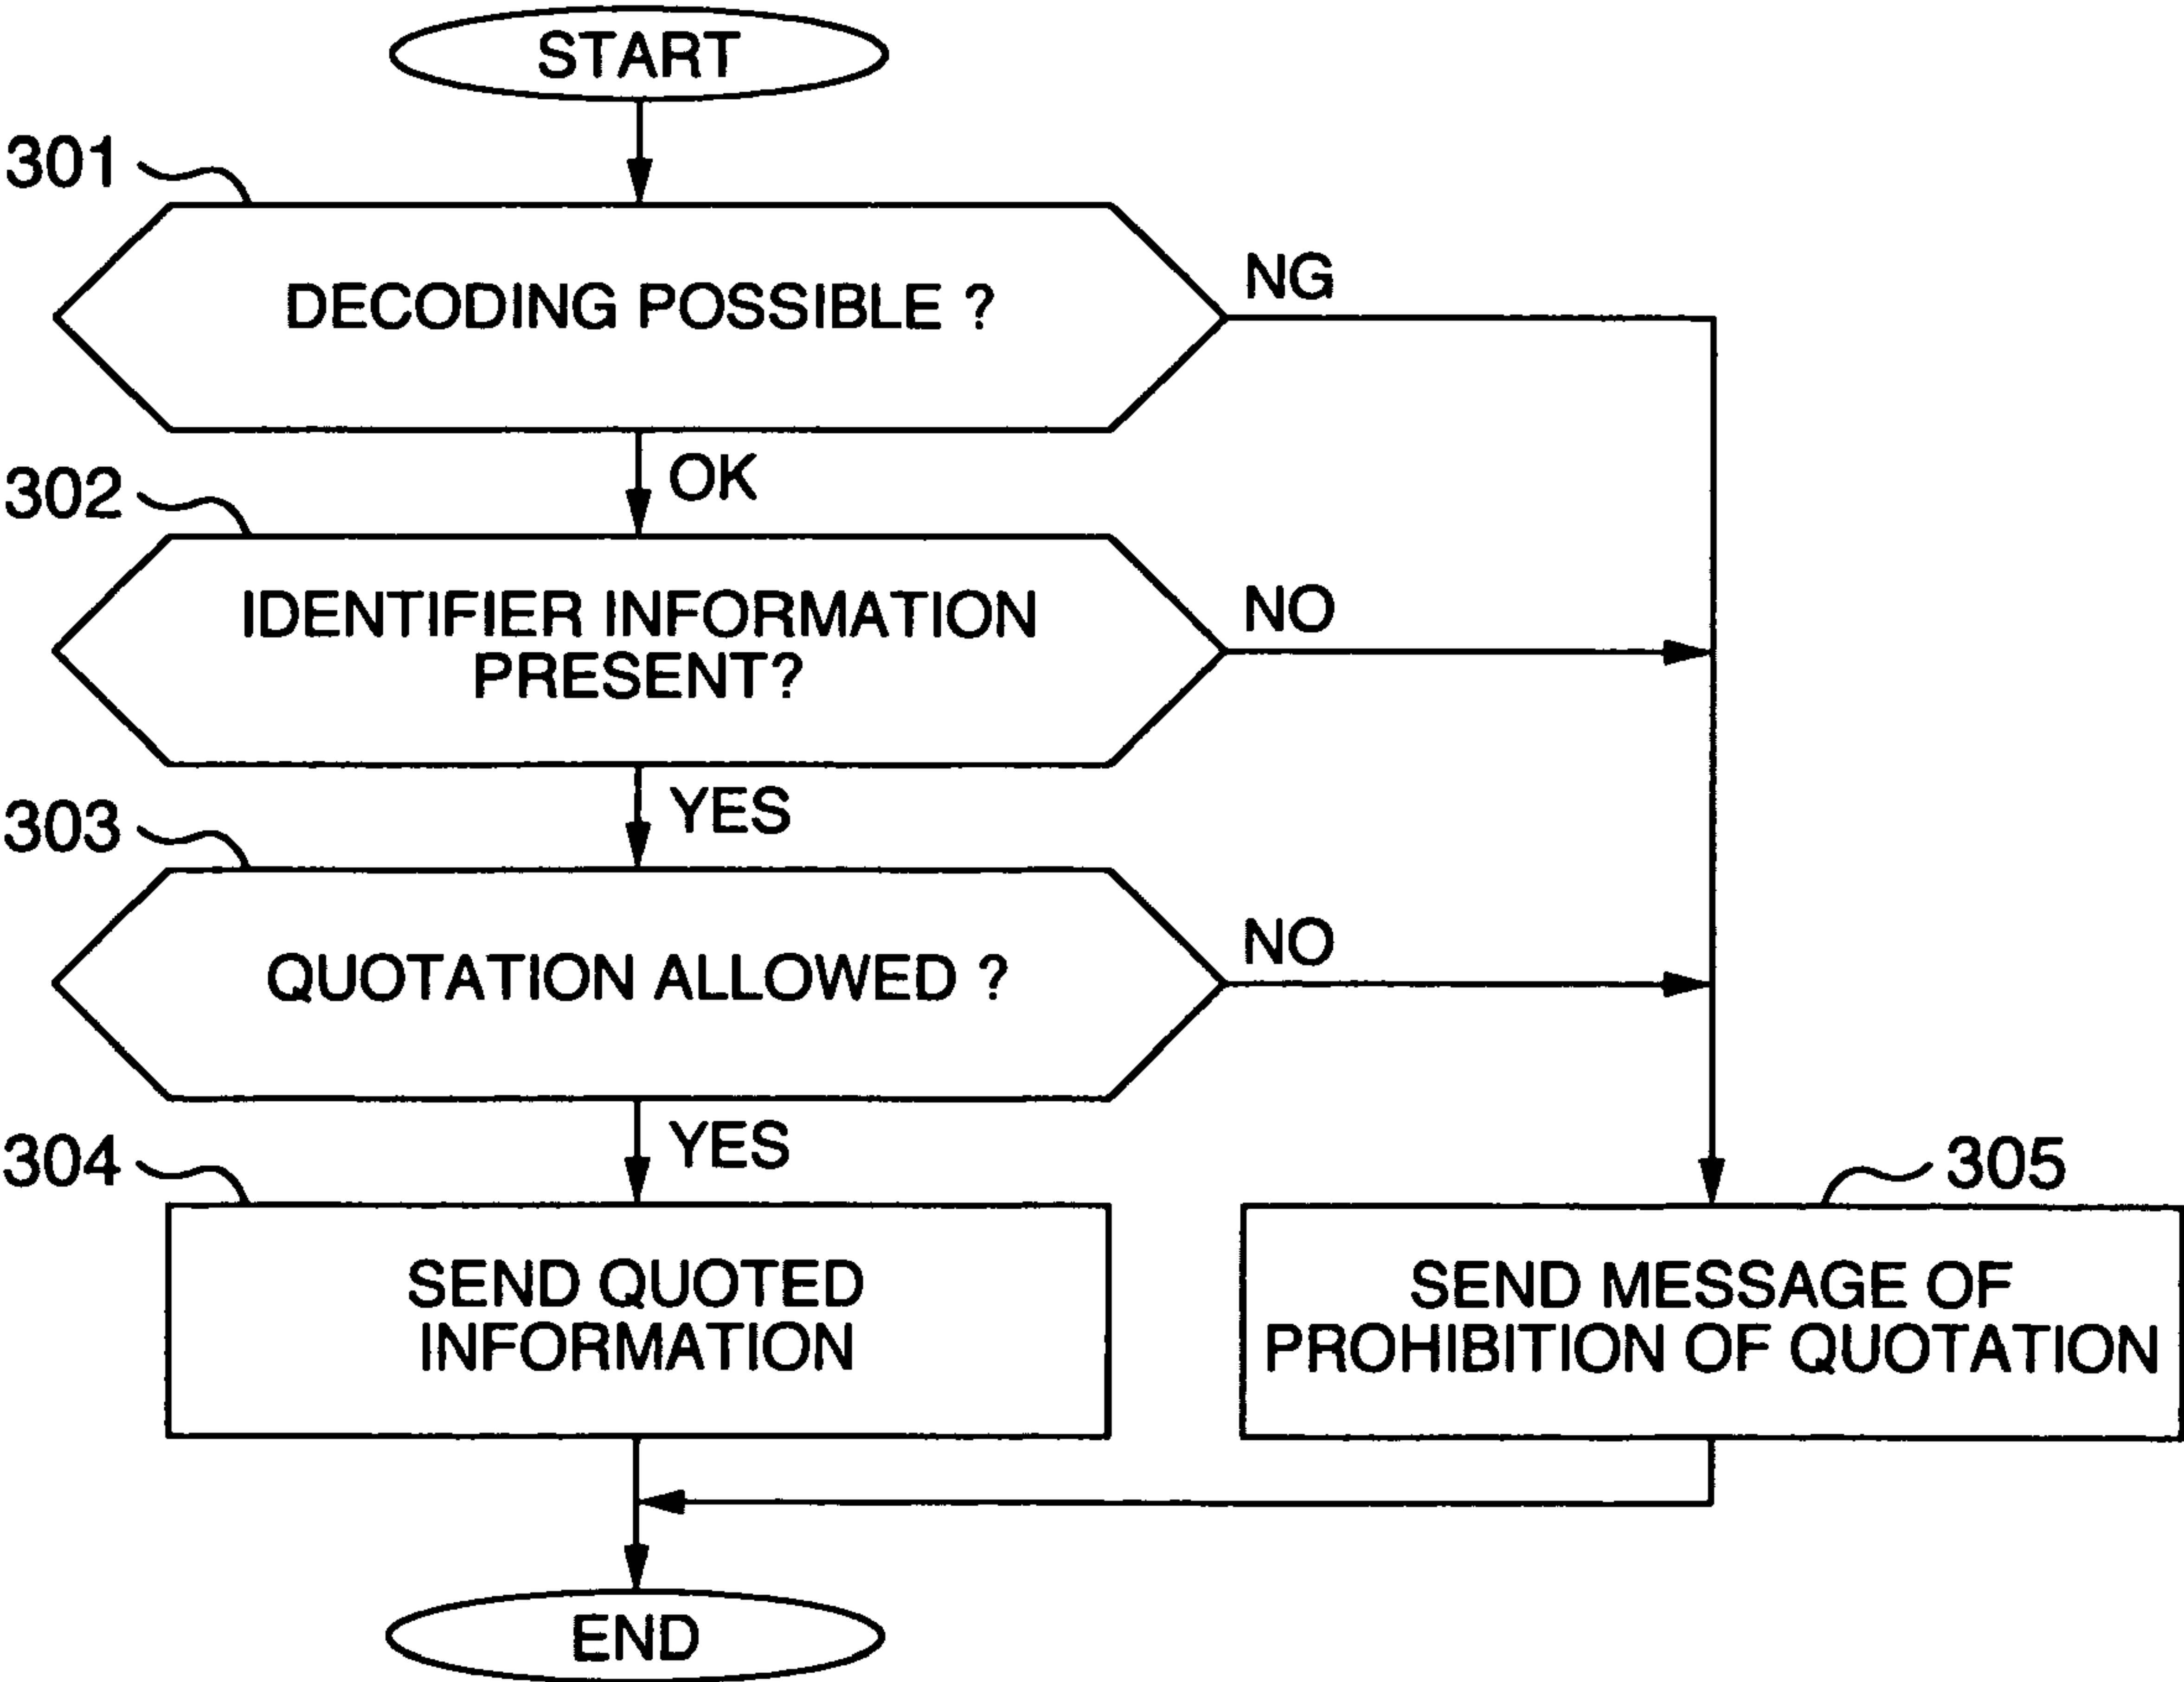 START
301
DECODING POSSIBLE ?
NG
OK
302
IDENTIFIER INFORMATION
PRESENT?
NO
YES
303
QUOTATION ALLOWED ?
NO
YES
304
SEND QUOTED
INFORMATION
305
SEND MESSAGE OF
PROHIBITION OF QUOTATION
END